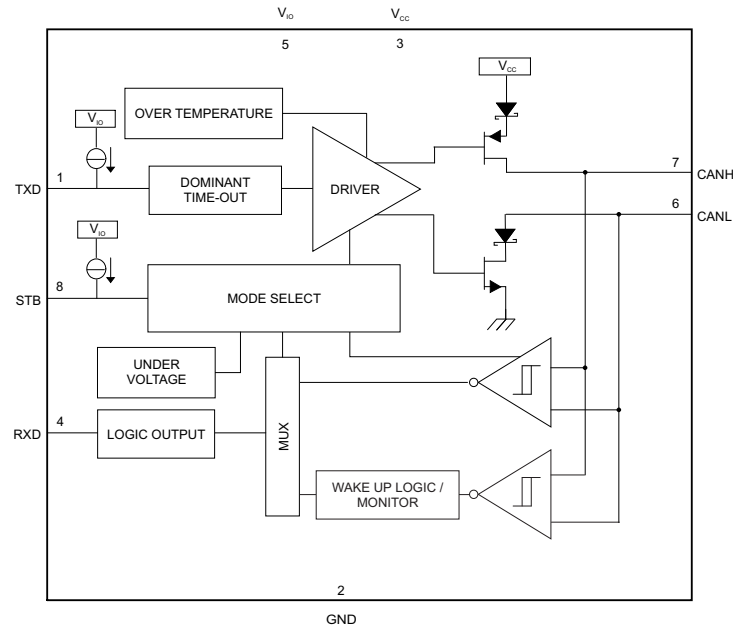 VIO VCC
5 3
VCC
OVER TEMPERATURE
VIO
7 CANH
TXD 1
DOMINANT
TIME-OUT
DRIVER
6 CANL
VIO
STB 8
MODE SELECT
UNDER
VOLTAGE
RXD 4
LOGIC OUTPUT
MUX
WAKE UP LOGIC /
MONITOR
2
GND